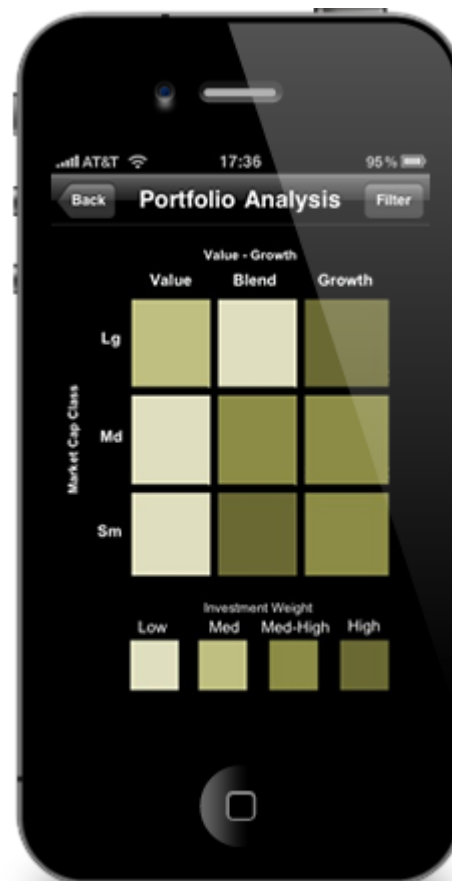 AT&T 17:36 95%
Back Portfolio Analysis Filter
Value - Growth
Value Blend Growth
Market Cap Class
Lg
Md
Sm
Investment Weight
Low Med Med-High High